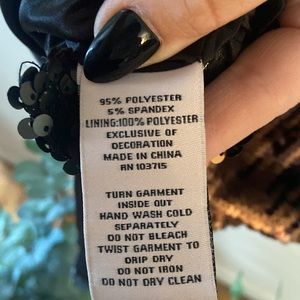 95% POLYESTER
5% SPANDEX
LINING:100% POLYESTER
EXCLUSIVE OF
DECORATION
MADE IN CHINA
RN 103715
TURN GARMENT
INSIDE OUT
HAND WASH COLD
SEPARATELY
DO NOT BLEACH
TWIST GARMENT TO
DRIP DRY
DO NOT IRON
DO NOT DRY CLEAN